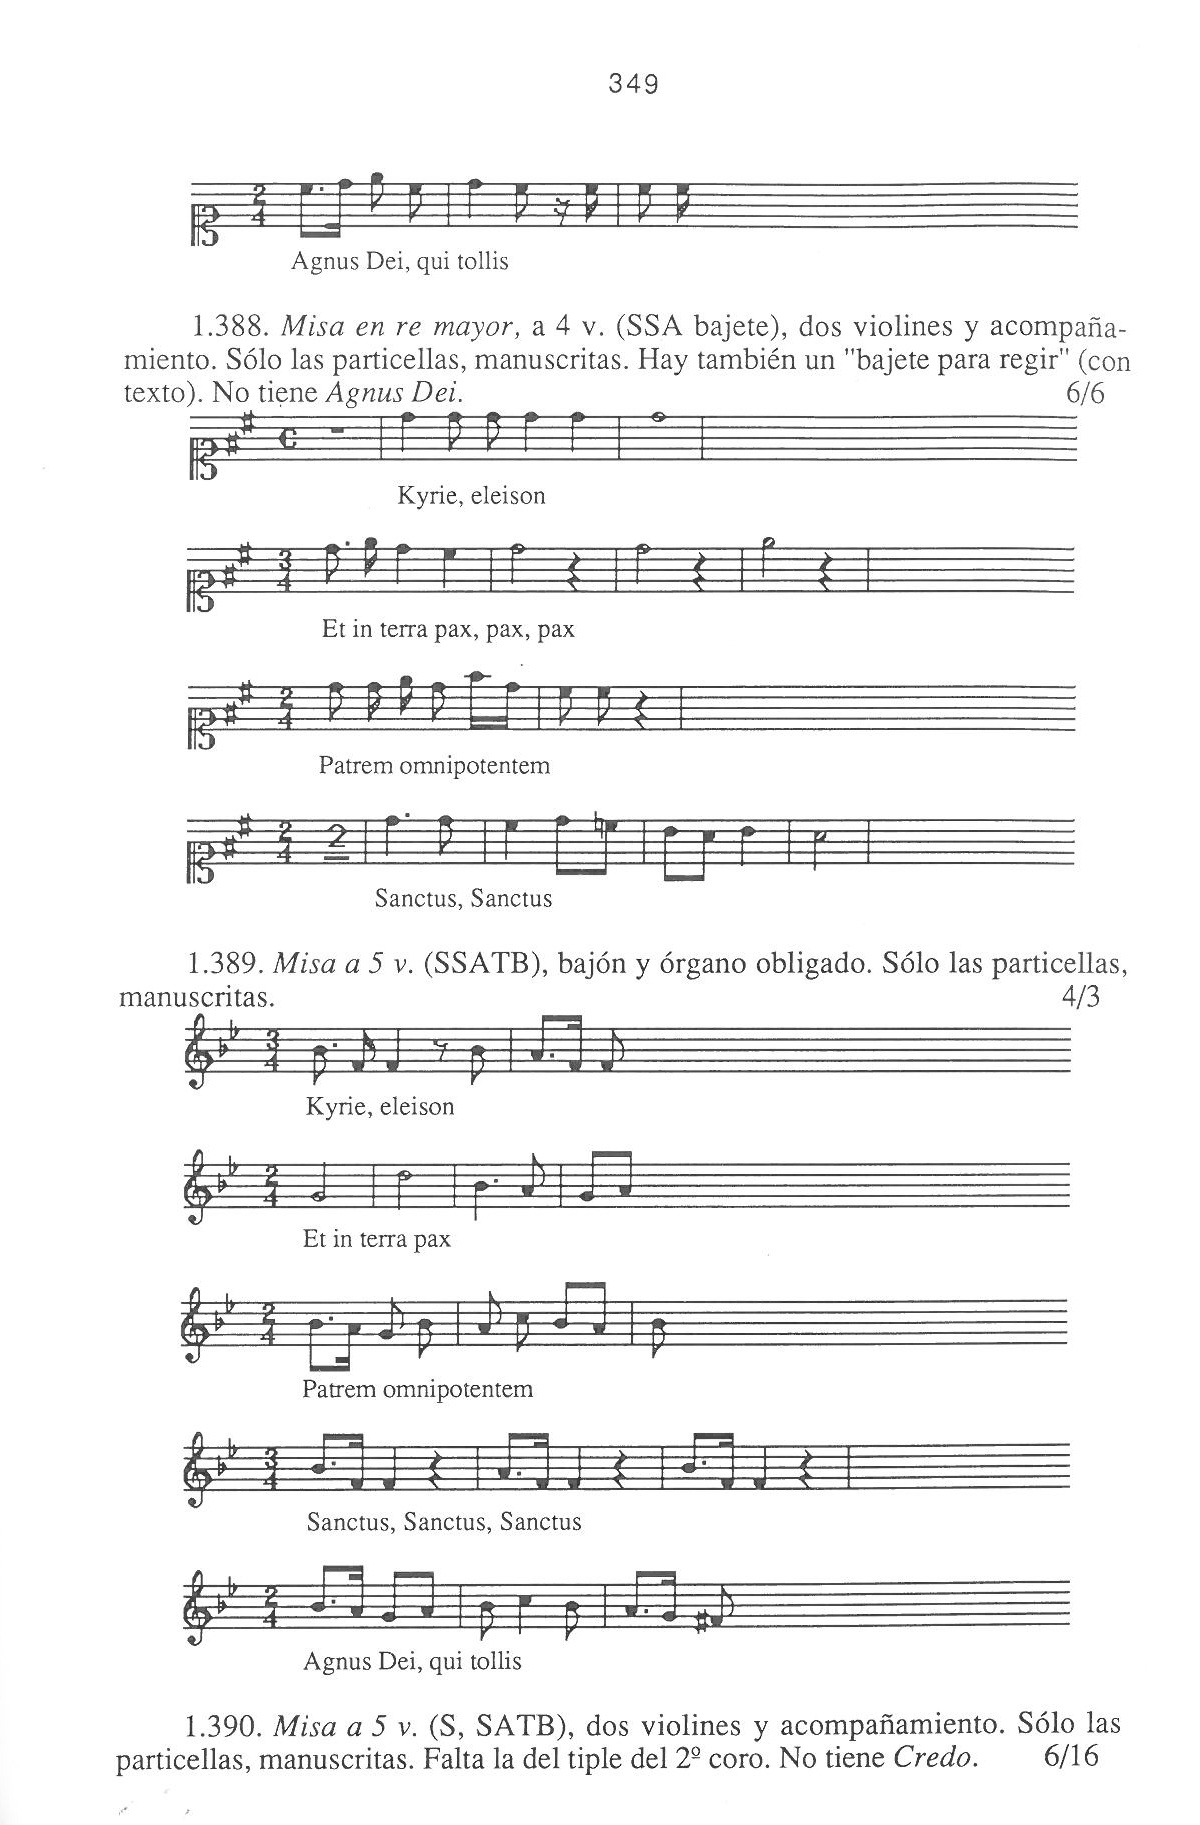 349
Agnus Dei, qui tollis
1.388. Misa en re mayor, a 4 v. (SSA bajete), dos violines y acompaña-
miento. Sólo las particellas, manuscritas. Hay también un "bajete para regir" (con
texto). No tiene Agnus Dei. 6/6
Kyrie, eleison
Et in terra pax, pax, pax
Patrem omnipotentem
2
Sanctus, Sanctus
1.389. Misa a 5 v. (SSATB), bajón y órgano obligado. Sólo las particellas,
manuscritas. 4/3
Kyrie, eleison
Et in terra pax
Patrem omnipotentem
Sanctus, Sanctus, Sanctus
Agnus Dei, qui tollis
1.390. Misa a 5 v. (S, SATB), dos violines y acompañamiento. Sólo las
particellas, manuscritas. Falta la del tiple del 2º coro. No tiene Credo. 6/16